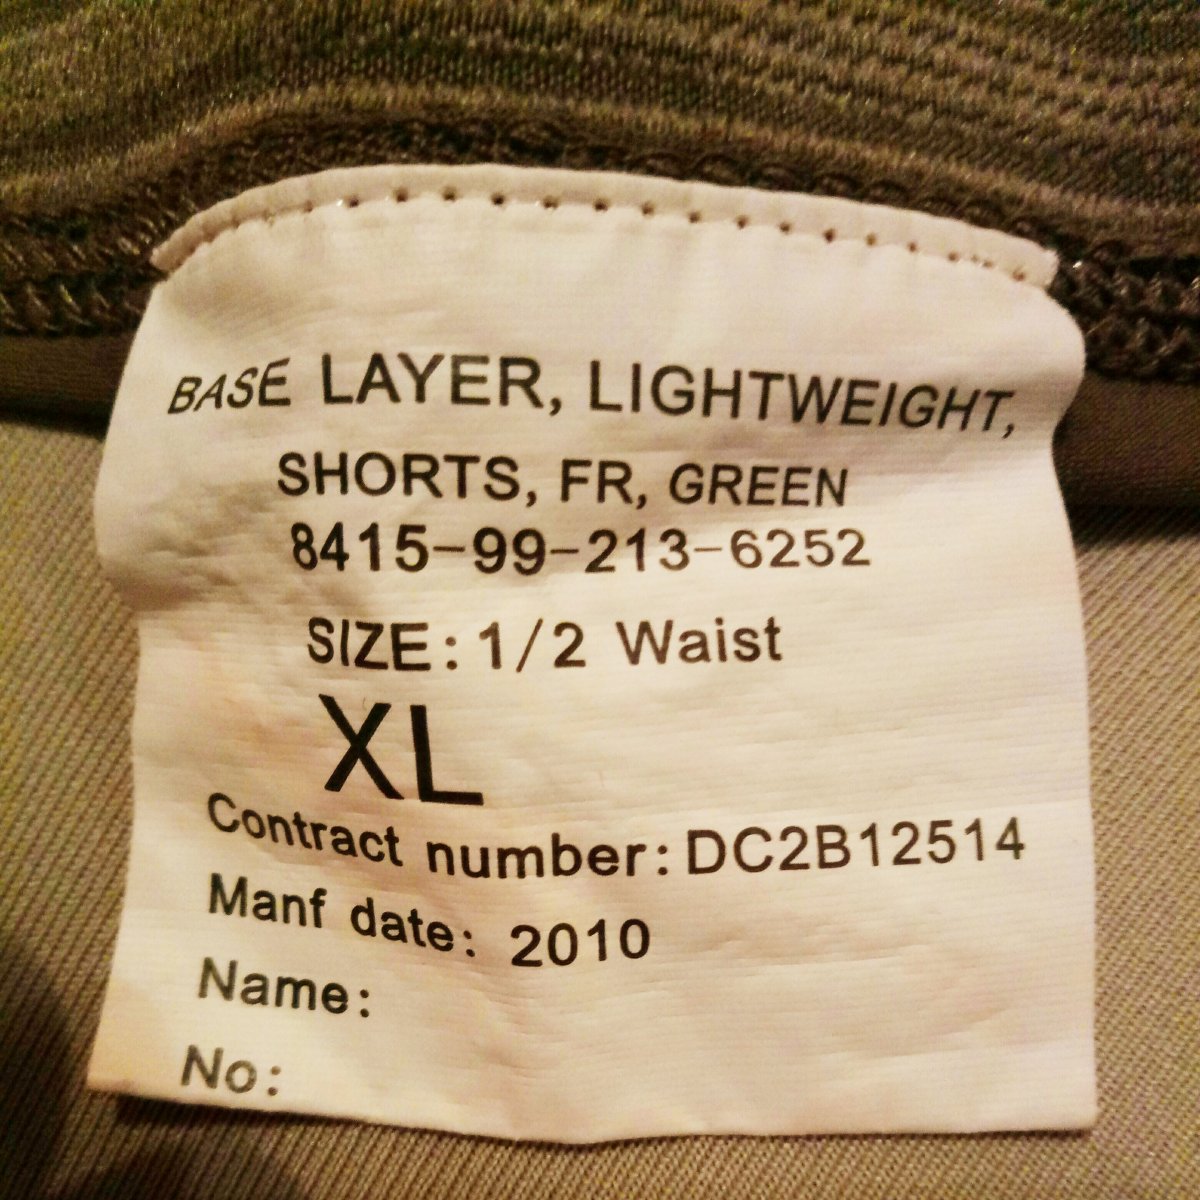 BASE LAYER, LIGHTWEIGHT,
SHORTS, FR, GREEN
8415-99-213-6252
SIZE: 1/2 Waist
XL
Contract number: DC2B12514
Manf date: 2010
Name:
No: